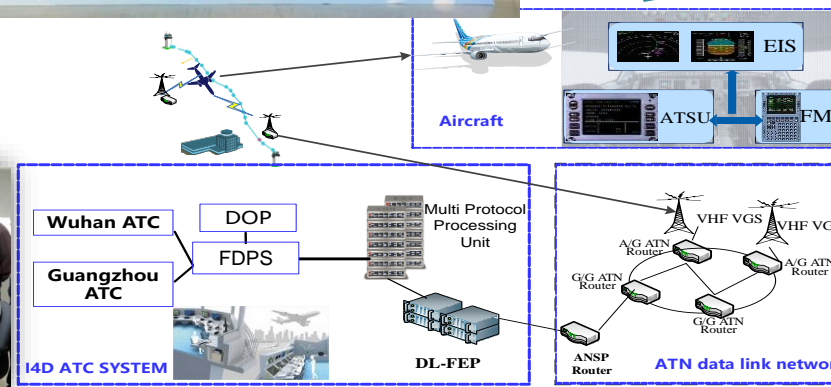 EIS
ATSU
FM
Aircraft
Wuhan ATC
Guangzhou
ATC
DOP
FDPS
Multi Protocol
Processing
Unit
DL-FEP
I4D ATC SYSTEM
VHF VGS
VHF VG
A/G ATN
Router
A/G ATN
Router
G/G ATN
Router
G/G ATN
Router
ANSP
Router
ATN data link netwo